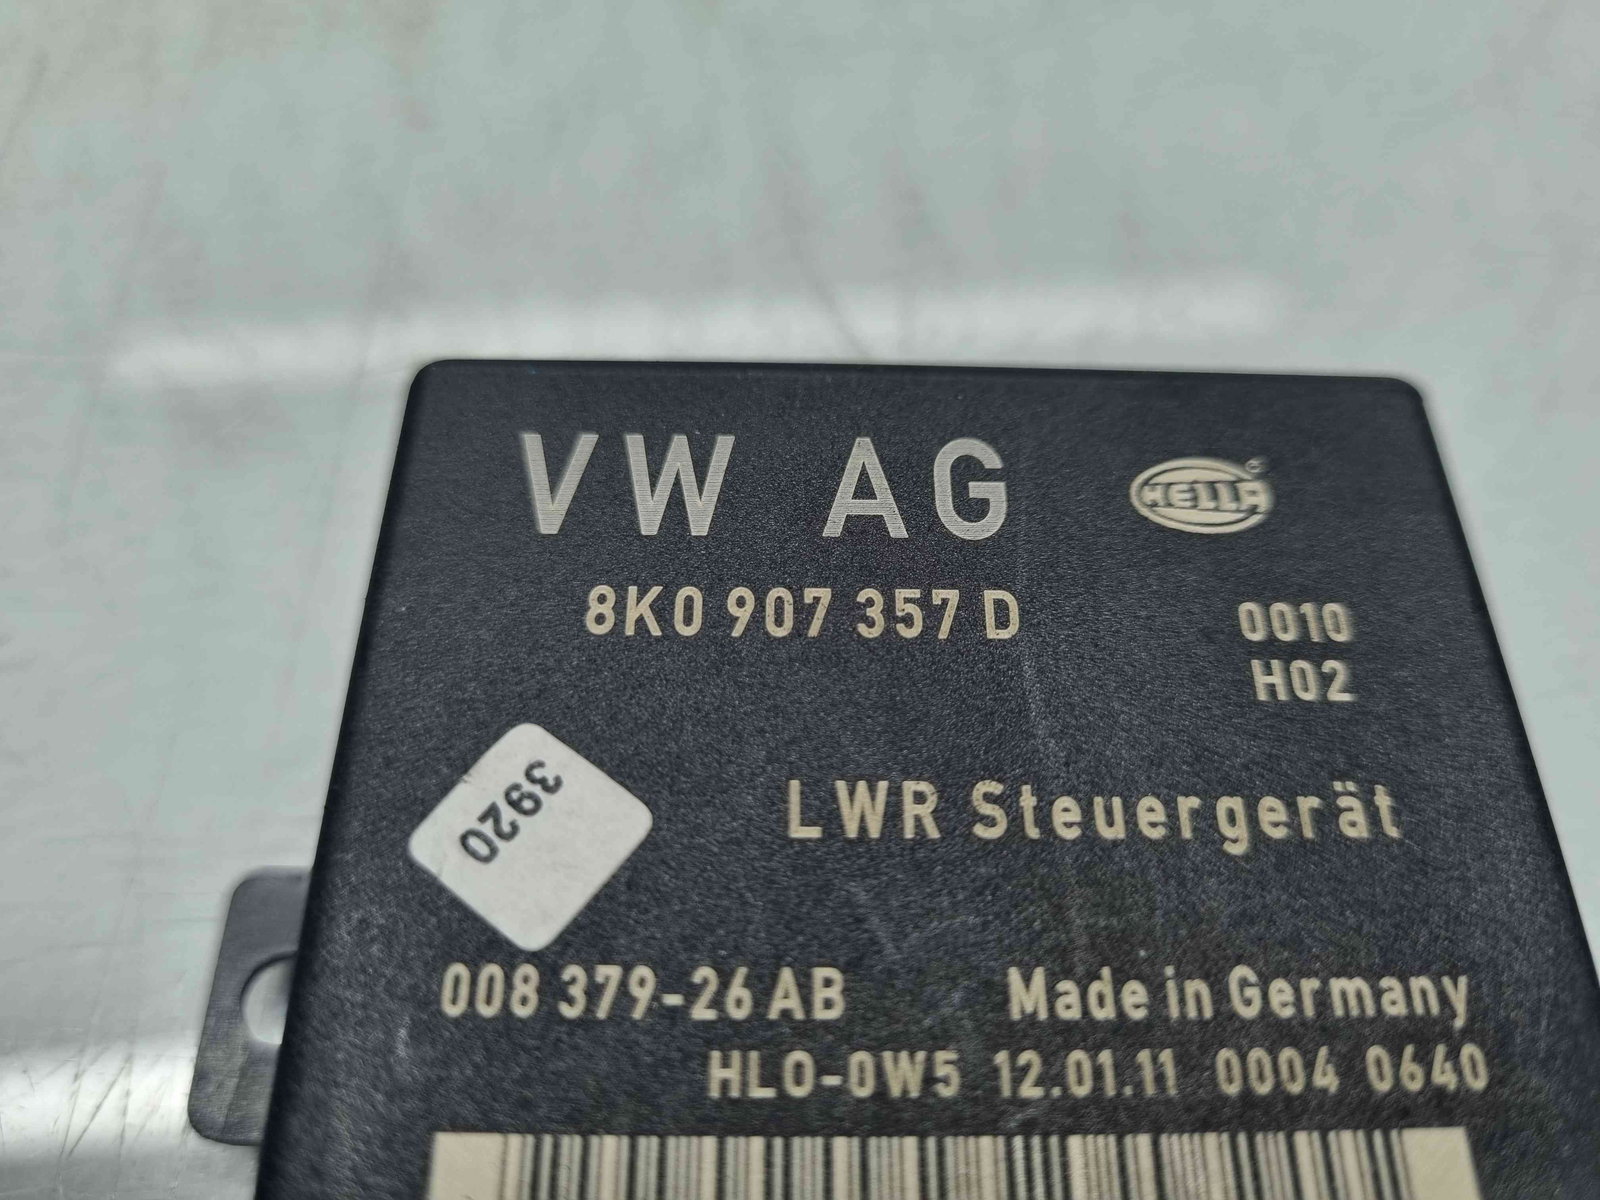 VW AG
HELLA
8K0 907 357 D
0010
H02
3920
LWR Steuergerät
008 379-26 AB
Made in Germany
HLO-0W5 12.01.11 0004 0640